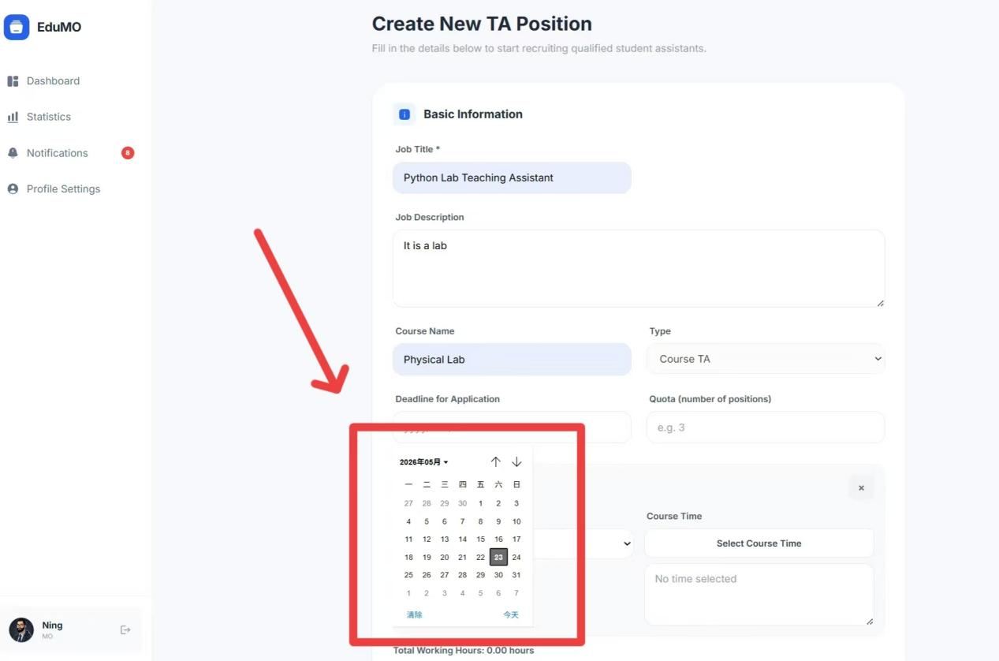 EduMO
Dashboard
Statistics
Notifications 8
Profile Settings
Ning
MO
Create New TA Position
Fill in the details below to start recruiting qualified student assistants.
Basic Information
Job Title *
Python Lab Teaching Assistant
Job Description
It is a lab
Course Name
Type
Physical Lab
Course TA
Deadline for Application
Quota (number of positions)
e.g. 3
2026年05月
一 二 三 四 五 六 日
27 28 29 30 1 2 3
4 5 6 7 8 9 10
11 12 13 14 15 16 17
18 19 20 21 22 23 24
25 26 27 28 29 30 31
1 2 3 4 5 6 7
清除 今天
×
Course Time
Select Course Time
No time selected
Total Working Hours: 0.00 hours